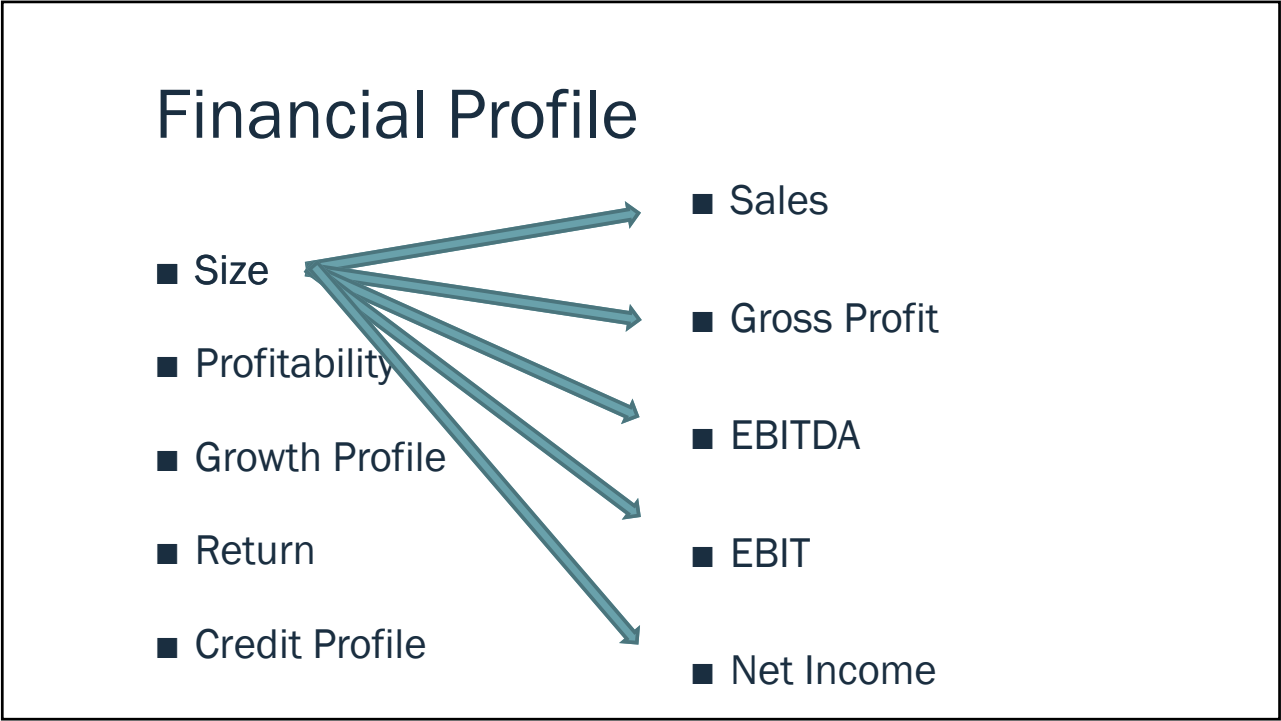 Financial Profile
■ Size
■ Profitability
■ Growth Profile
■ Return
■ Credit Profile
■ Sales
■ Gross Profit
■ EBITDA
■ EBIT
■ Net Income